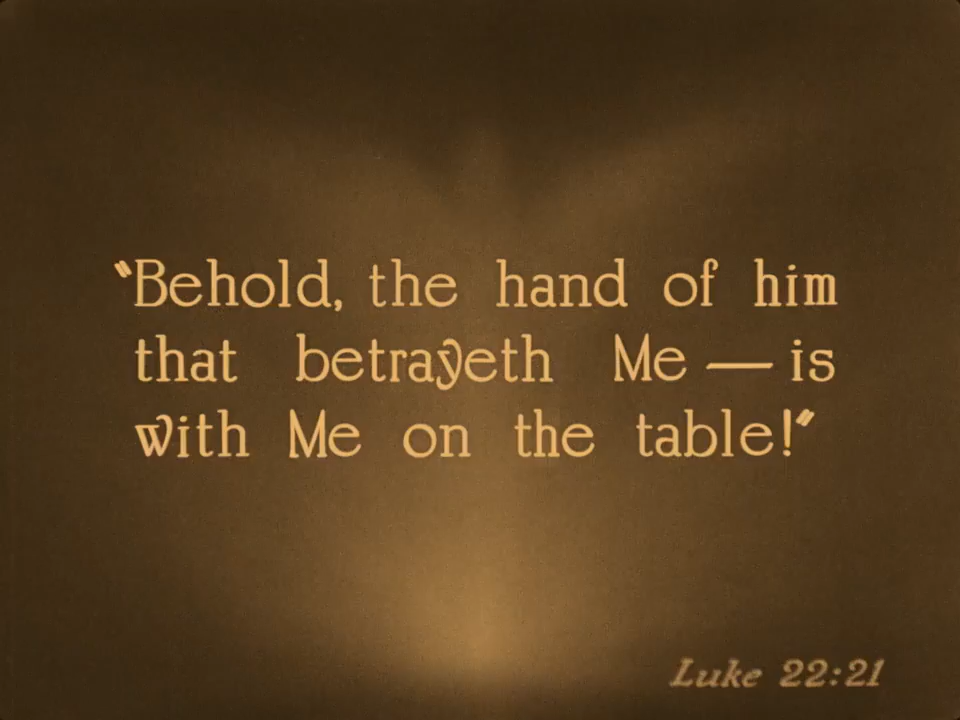 "Behold, the hand of him
that betrayeth Me — is
with Me on the table!"
Luke 22:21